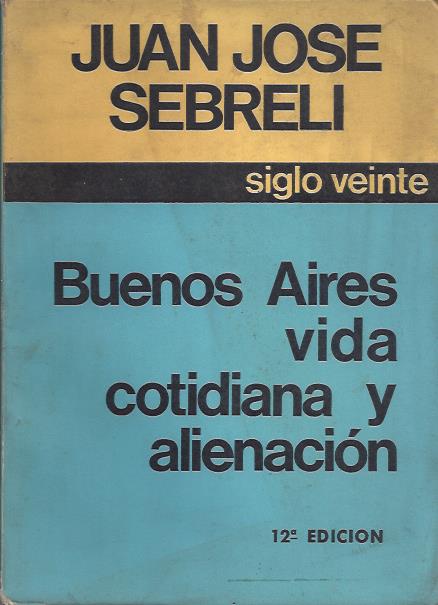 JUAN JOSE
SEBRELI
siglo veinte
Buenos Aires
vida
cotidiana y
alienación
12ª EDICION